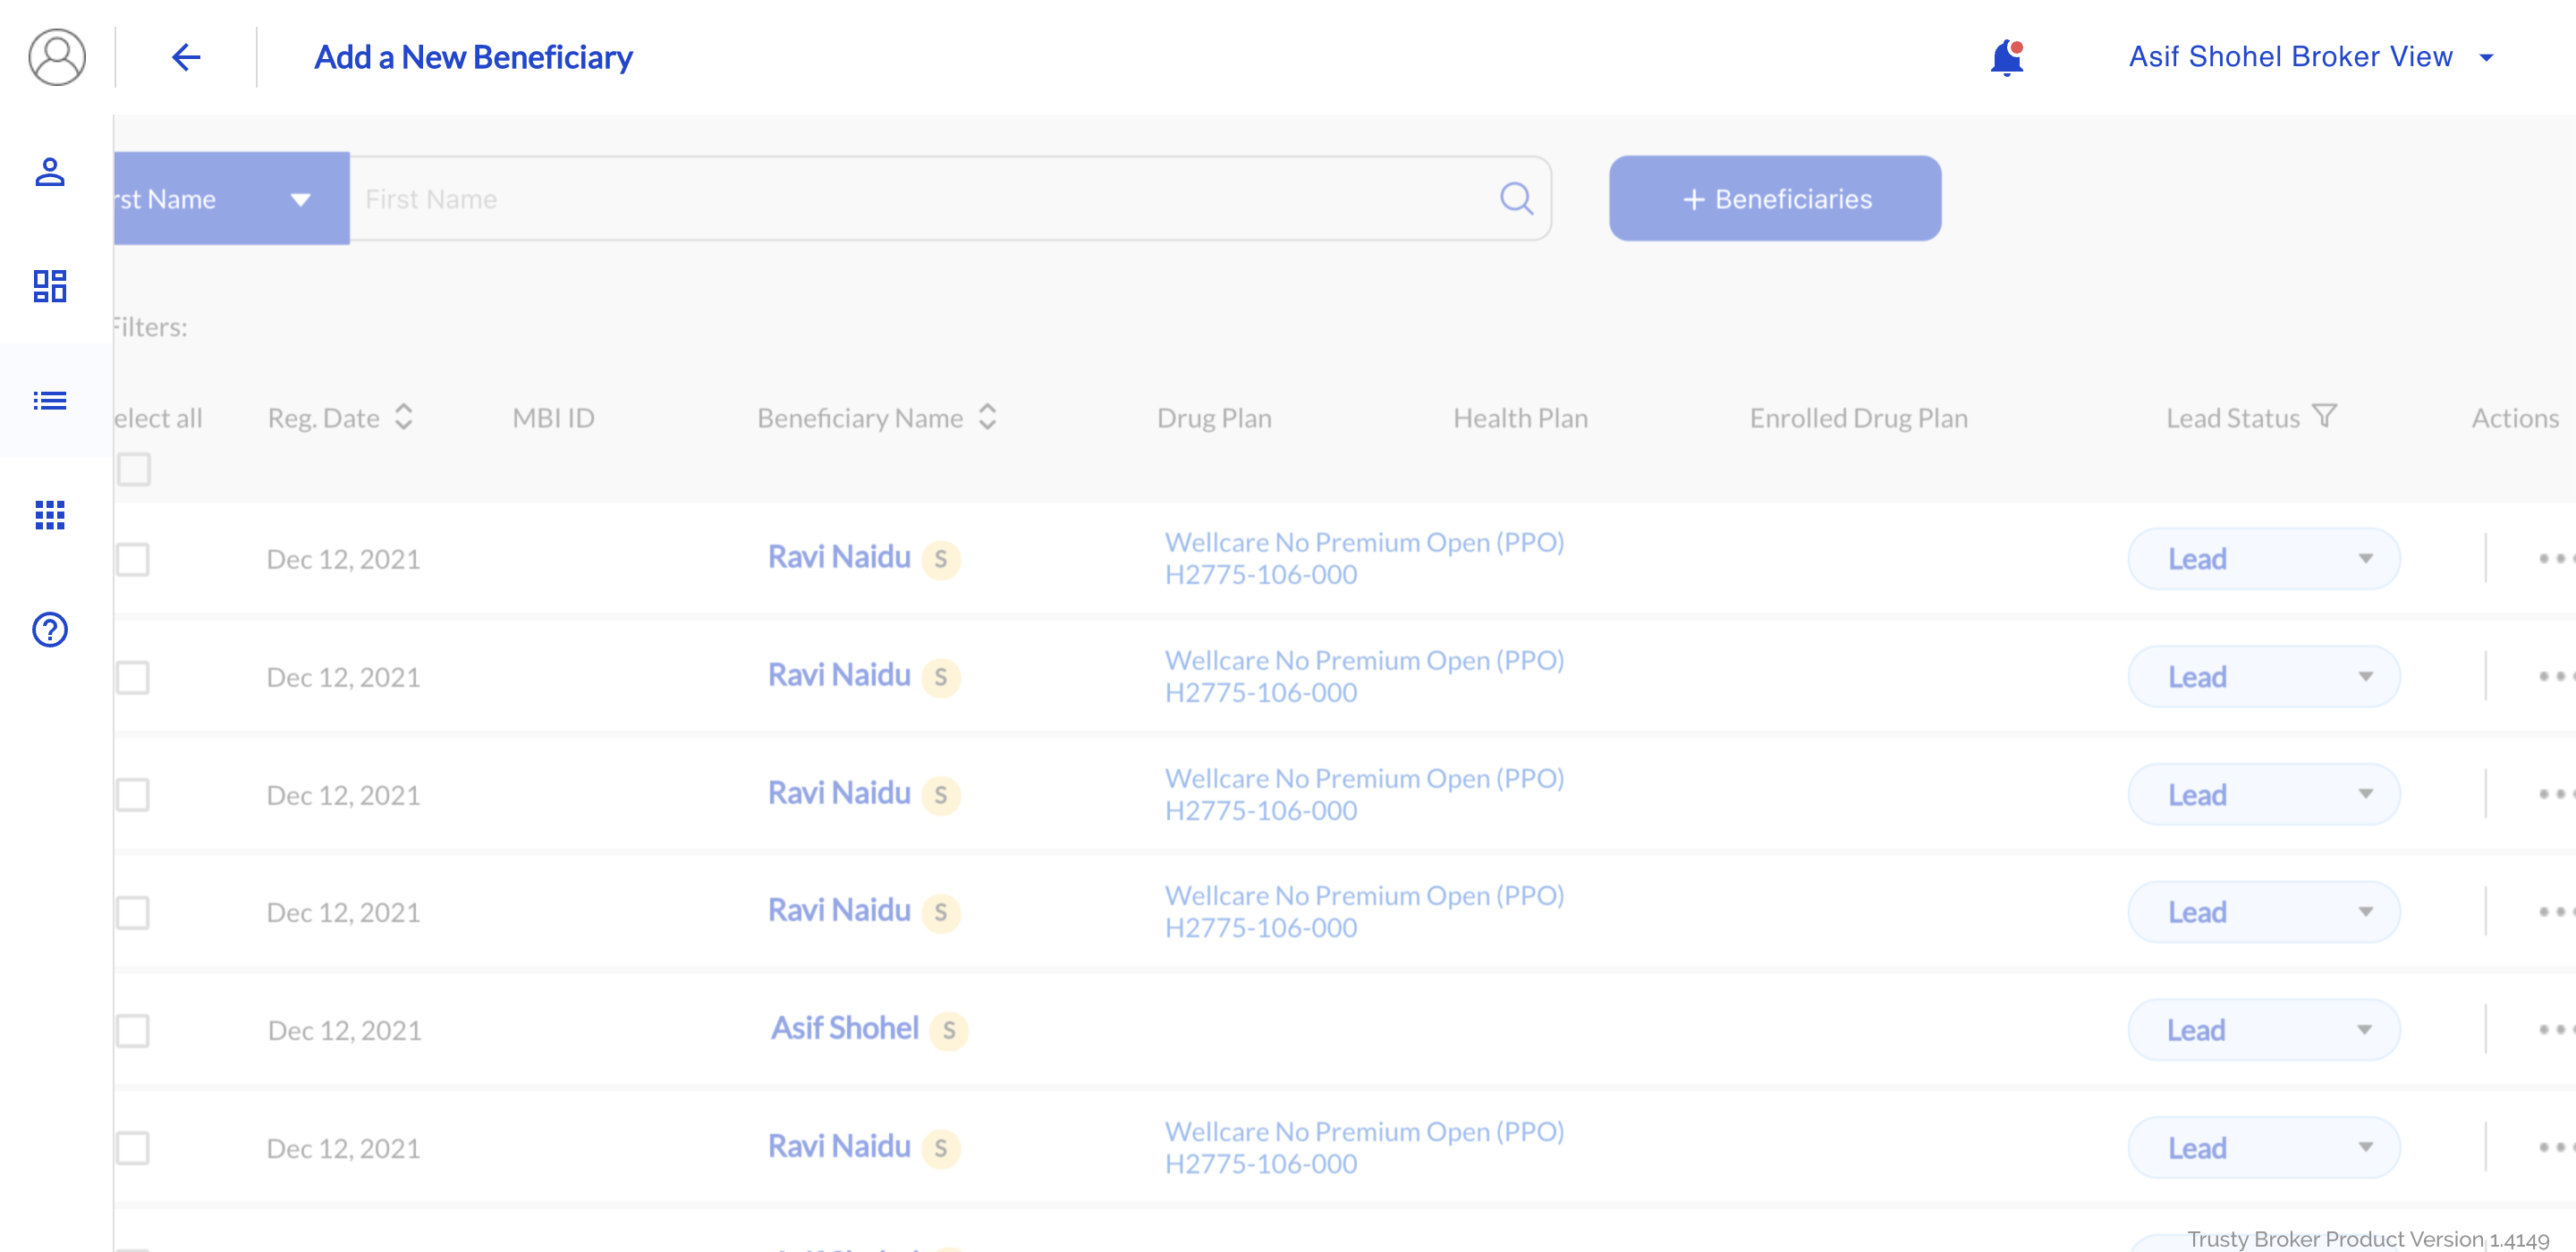 Add a New Beneficiary
Asif Shohel Broker View
rst Name
First Name
+ Beneficiaries
Filters:
elect all Reg. Date MBI ID Beneficiary Name Drug Plan Health Plan Enrolled Drug Plan Lead Status Actions
Dec 12, 2021 Ravi Naidu S Wellcare No Premium Open (PPO) Lead
H2775-106-000
Dec 12, 2021 Ravi Naidu S Wellcare No Premium Open (PPO) Lead
H2775-106-000
Dec 12, 2021 Ravi Naidu S Wellcare No Premium Open (PPO) Lead
H2775-106-000
Dec 12, 2021 Ravi Naidu S Wellcare No Premium Open (PPO) Lead
H2775-106-000
Dec 12, 2021 Asif Shohel S Lead
Dec 12, 2021 Ravi Naidu S Wellcare No Premium Open (PPO) Lead
H2775-106-000
Trusty Broker Product Version 1.4149